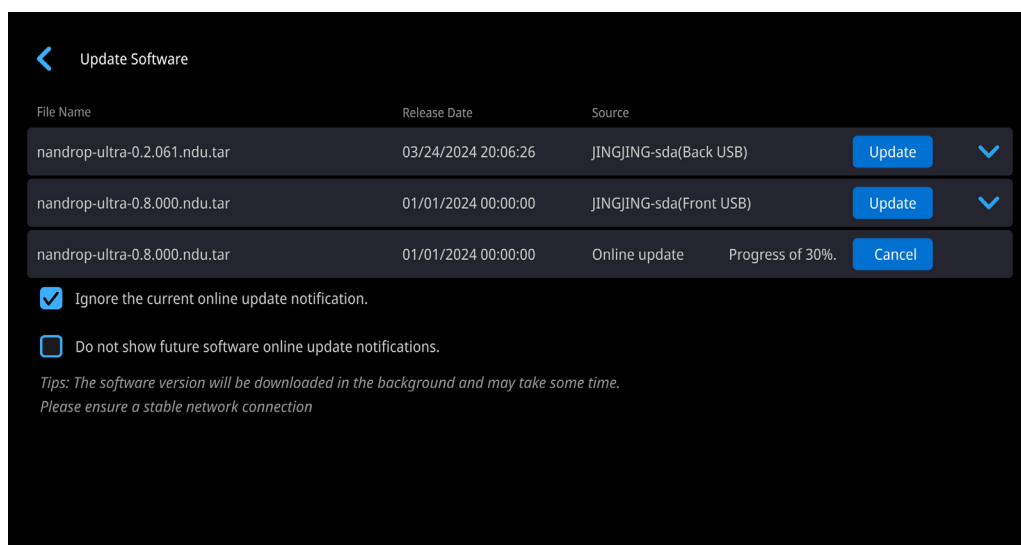 Update Software
File Name Release Date Source
nandrop-ultra-0.2.061.ndu.tar 03/24/2024 20:06:26 JINGJING-sda(Back USB) Update
nandrop-ultra-0.8.000.ndu.tar 01/01/2024 00:00:00 JINGJING-sda(Front USB) Update
nandrop-ultra-0.8.000.ndu.tar 01/01/2024 00:00:00 Online update Progress of 30%. Cancel
Ignore the current online update notification.
Do not show future software online update notifications.
Tips: The software version will be downloaded in the background and may take some time.
Please ensure a stable network connection